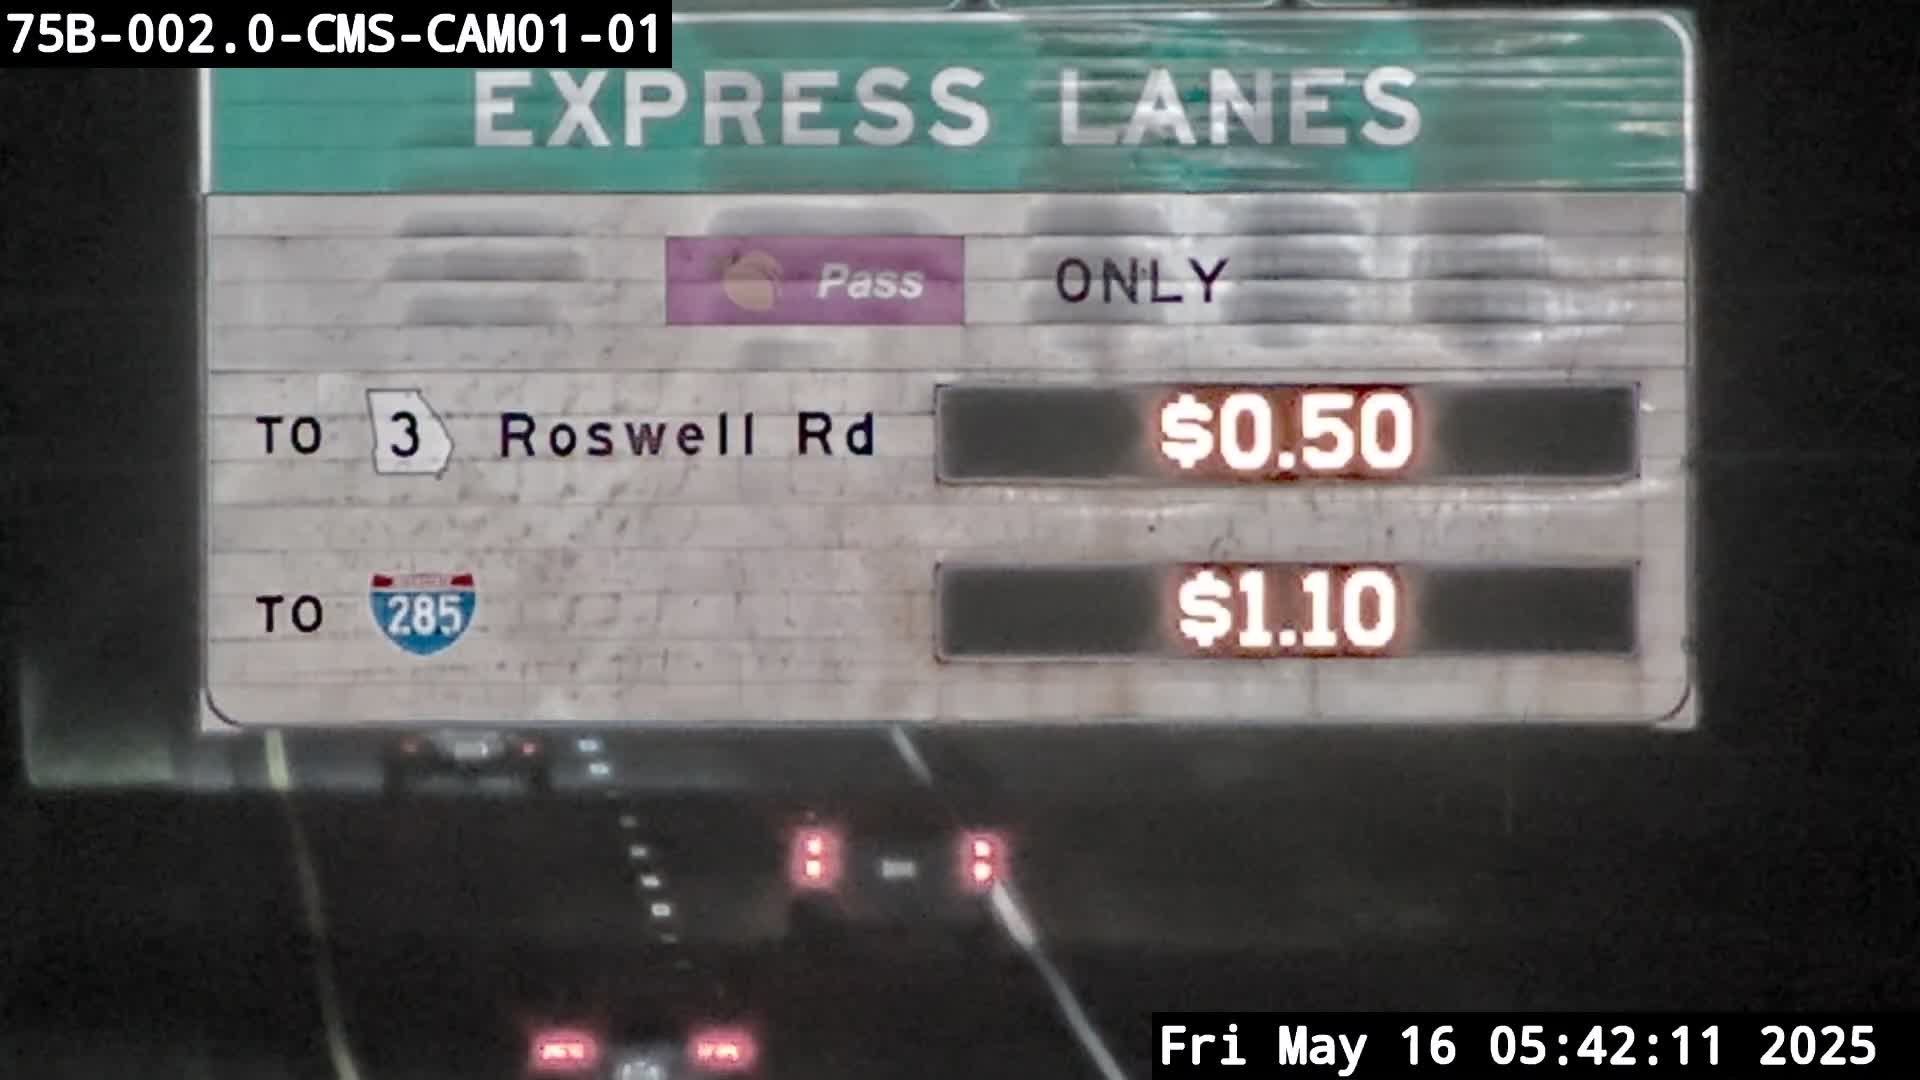 75B-002.0-CMS-CAM01-01
EXPRESS LANES
Pass ONLY
TO 3 Roswell Rd $0.50
TO 285 $1.10
Fri May 16 05:42:11 2025